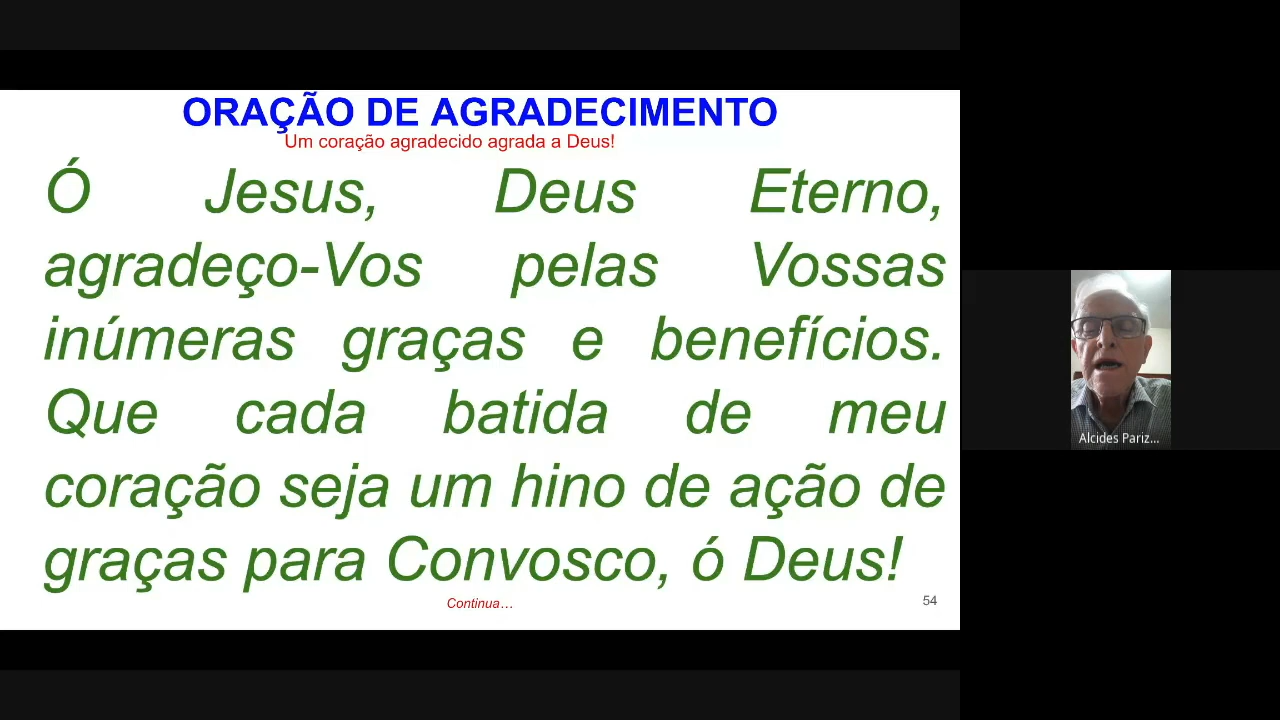 ORAÇÃO DE AGRADECIMENTO
Um coração agradecido agrada a Deus!
Ó Jesus, Deus Eterno,
agradeço-Vos pelas Vossas
inúmeras graças e benefícios.
Que cada batida de meu
coração seja um hino de ação de
graças para Convosco, ó Deus!
Continua...
54
Alcides Pariz...